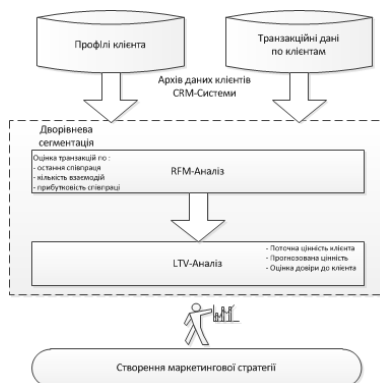 Профілі клієнта
Транзакційні дані
по клієнтам
Архів даних клієнтів
CRM-Системи
Дворівнева
сегментація
Оцінка транзакцій по :
- остання співпраця
- кількість взаємодій
- прибутковість співпраці
RFM-Аналіз
LTV-Аналіз
- Поточна цінність клієнта
- Прогнозована цінність
- Оцінка довіри до клієнта
Створення маркетингової стратегії